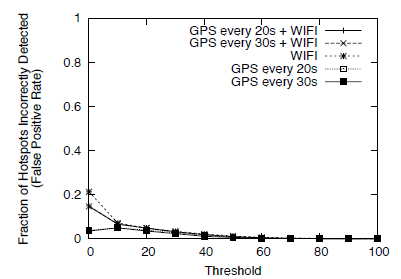 Fraction of Hotspots Incorrectly Detected
(False Positive Rate)
1
0.8
0.6
0.4
0.2
0
GPS every 20s + WIFI
GPS every 30s + WIFI
WIFI
GPS every 20s
GPS every 30s
0 20 40 60 80 100
Threshold